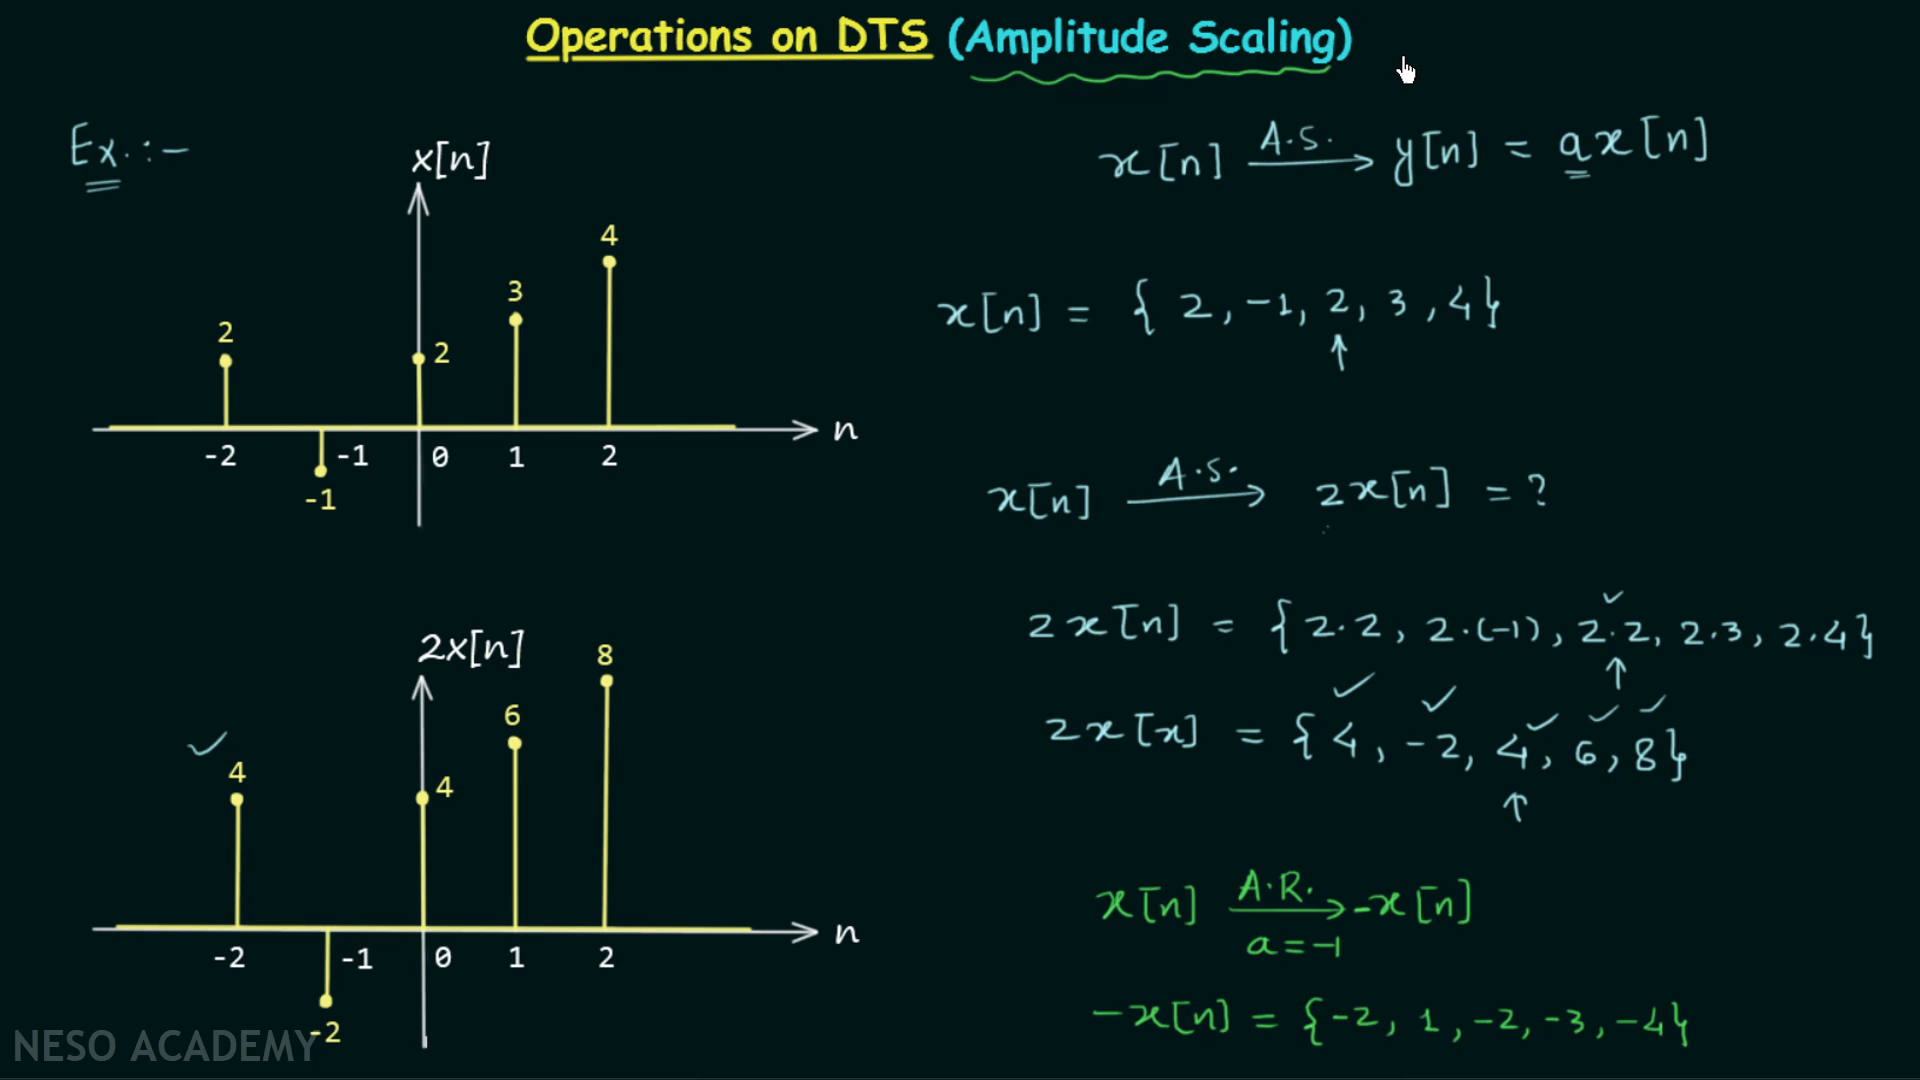 Operations on DTS (Amplitude Scaling)
Ex. :-
x[n]
4
3
2
2
n
-2
-1
0
1
2
-1
x[n] A.S. → y[n] = ax[n]
x[n] = { 2, -1, 2, 3, 4}
↑
x[n] A.S. → 2x[n] = ?
2x[n] = { 2.2, 2.(-1), 2.2, 2.3, 2.4}
↑
2x[x] = { 4, -2, 4, 6, 8}
↑
x[n] A.R. → -x[n]
a = -1
-x[n] = {-2, 1, -2, -3, -4}
2x[n]
8
6
4
4
n
-2
-1
0
1
2
-2
NESO ACADEMY